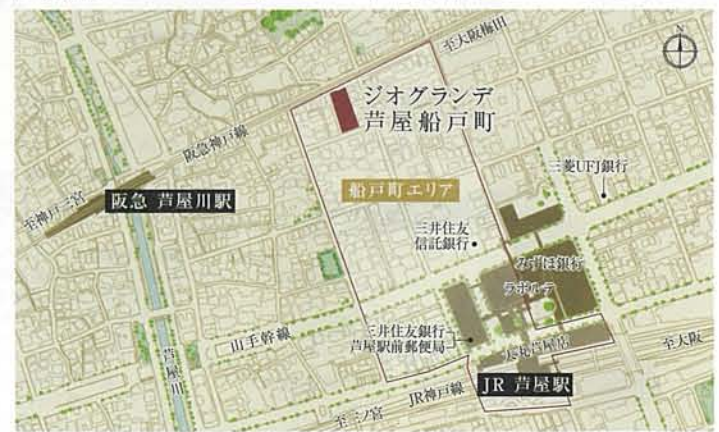 至大阪梅田
N
ジオグランデ
芦屋船戸町
阪急神戸線
三菱UFJ銀行
船戸町エリア
阪急 芦屋川駅
至神戸三宮
三井住友
信託銀行
みずほ銀行
ラポルテ
山手幹線
三井住友銀行
芦屋駅前郵便局
大丸芦屋店
至大阪
芦屋川
JR神戸線
JR 芦屋駅
至三ノ宮